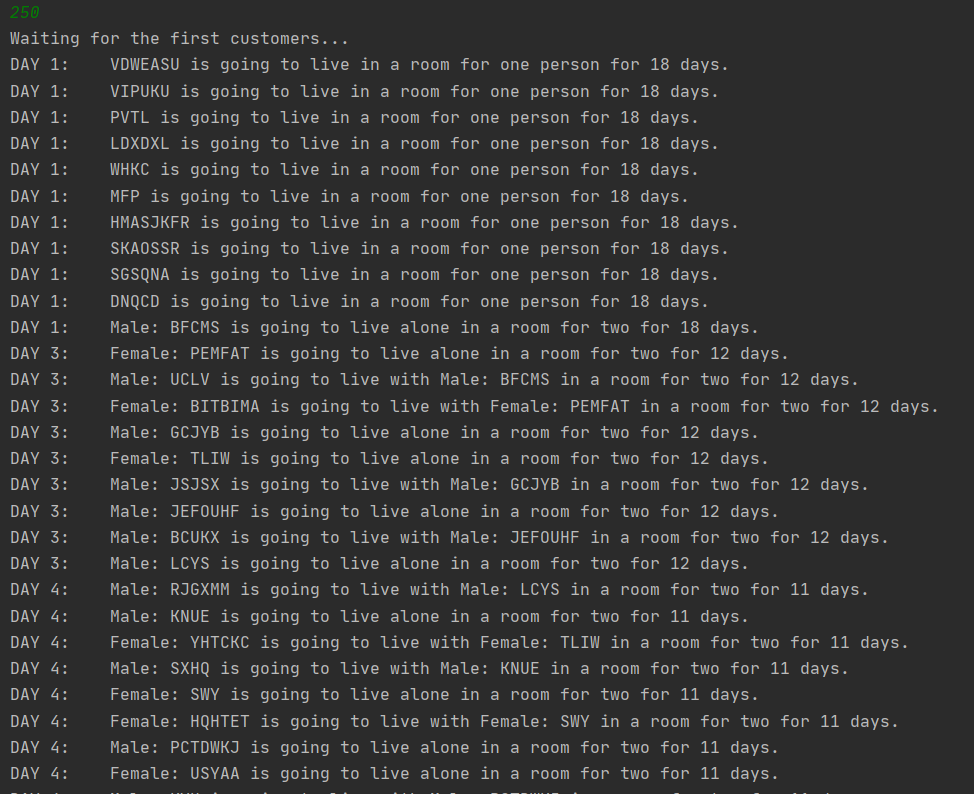 250
Waiting for the first customers...
DAY 1:    VDWEASU is going to live in a room for one person for 18 days.
DAY 1:    VIPUKU is going to live in a room for one person for 18 days.
DAY 1:    PVTL is going to live in a room for one person for 18 days.
DAY 1:    LDXDXL is going to live in a room for one person for 18 days.
DAY 1:    WHKC is going to live in a room for one person for 18 days.
DAY 1:    MFP is going to live in a room for one person for 18 days.
DAY 1:    HMASJKFR is going to live in a room for one person for 18 days.
DAY 1:    SKAOSSR is going to live in a room for one person for 18 days.
DAY 1:    SGSQNA is going to live in a room for one person for 18 days.
DAY 1:    DNQCD is going to live in a room for one person for 18 days.
DAY 1:    Male: BFCMS is going to live alone in a room for two for 18 days.
DAY 3:    Female: PEMFAT is going to live alone in a room for two for 12 days.
DAY 3:    Male: UCLV is going to live with Male: BFCMS in a room for two for 12 days.
DAY 3:    Female: BITBIMA is going to live with Female: PEMFAT in a room for two for 12 days.
DAY 3:    Male: GCJYB is going to live alone in a room for two for 12 days.
DAY 3:    Female: TLIW is going to live alone in a room for two for 12 days.
DAY 3:    Male: JSJSX is going to live with Male: GCJYB in a room for two for 12 days.
DAY 3:    Male: JEFOUHF is going to live alone in a room for two for 12 days.
DAY 3:    Male: BCUKX is going to live with Male: JEFOUHF in a room for two for 12 days.
DAY 3:    Male: LCYS is going to live alone in a room for two for 12 days.
DAY 4:    Male: RJGXMM is going to live with Male: LCYS in a room for two for 11 days.
DAY 4:    Male: KNUE is going to live alone in a room for two for 11 days.
DAY 4:    Female: YHTCKC is going to live with Female: TLIW in a room for two for 11 days.
DAY 4:    Male: SXHQ is going to live with Male: KNUE in a room for two for 11 days.
DAY 4:    Female: SWY is going to live alone in a room for two for 11 days.
DAY 4:    Female: HQHTET is going to live with Female: SWY in a room for two for 11 days.
DAY 4:    Male: PCTDWKJ is going to live alone in a room for two for 11 days.
DAY 4:    Female: USYAA is going to live alone in a room for two for 11 days.